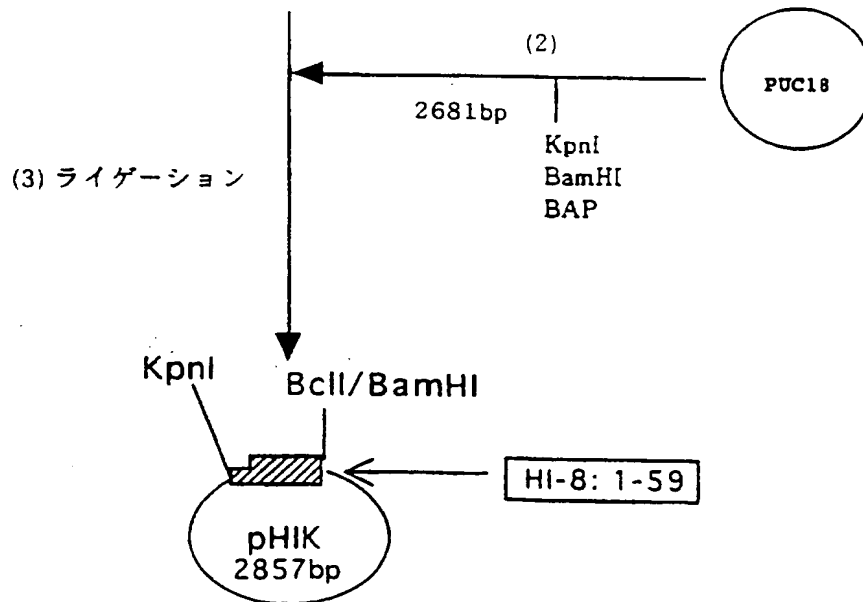 (2)
PUC18
2681bp
KpnI
BamHI
BAP
(3) ライゲーション
KpnI
BclI/BamHI
HI-8: 1-59
pHIK
2857bp